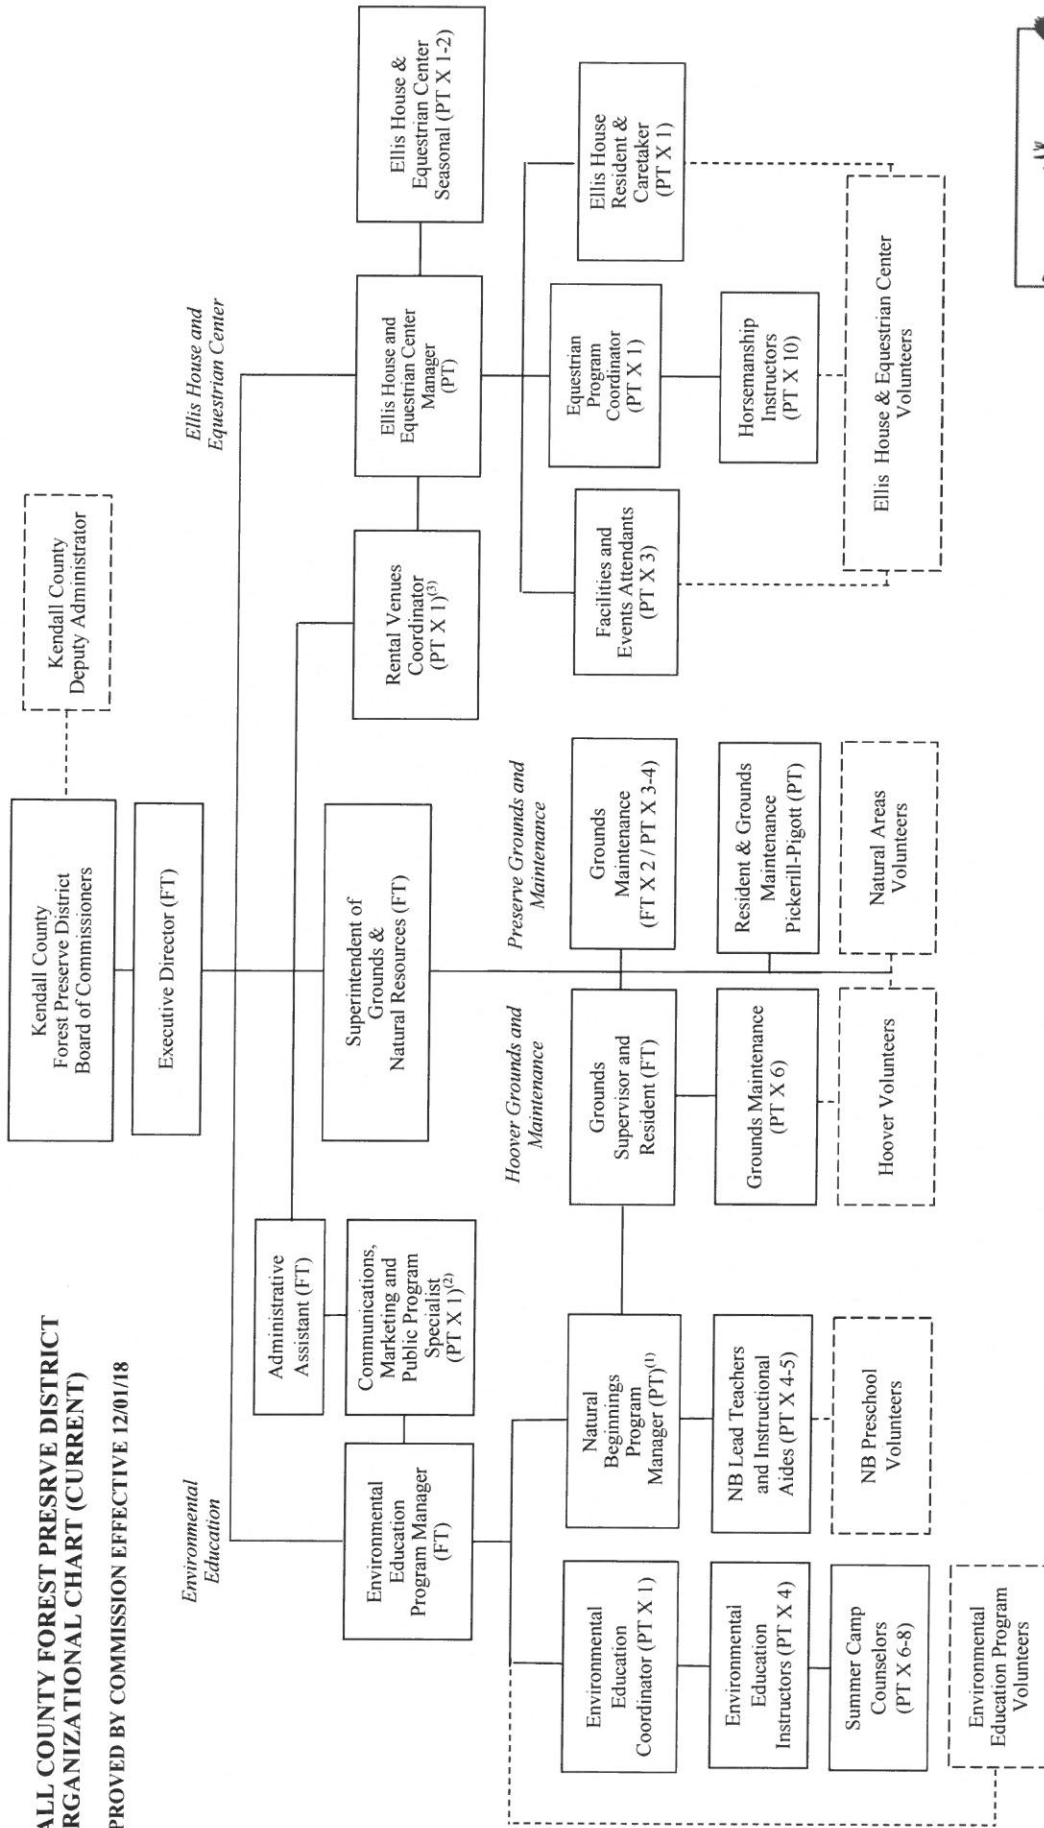 ALL COUNTY FOREST PRESRVE DISTRICT
RGANIZATIONAL CHART (CURRENT)
PROVED BY COMMISSION EFFECTIVE 12/01/18
Kendall County
Forest Preserve District
Board of Commissioners
Kendall County
Deputy Administrator
Executive Director (FT)
Environmental
Education
Ellis House and
Equestrian Center
Administrative
Assistant (FT)
Environmental
Education
Program Manager
(FT)
Communications,
Marketing and
Public Program
Specialist
(PT X 1)(2)
Superintendent of
Grounds &
Natural Resources (FT)
Rental Venues
Coordinator
(PT X 1)(3)
Ellis House and
Equestrian Center
Manager
(PT)
Ellis House &
Equestrian Center
Seasonal (PT X 1-2)
Hoover Grounds and
Maintenance
Preserve Grounds and
Maintenance
Environmental
Education
Coordinator (PT X 1)
Natural
Beginnings
Program
Manager (PT)(1)
Grounds
Supervisor and
Resident (FT)
Grounds
Maintenance
(FT X 2 / PT X 3-4)
Facilities and
Events Attendants
(PT X 3)
Equestrian
Program
Coordinator
(PT X 1)
Ellis House
Resident &
Caretaker
(PT X 1)
Environmental
Education
Instructors (PT X 4)
NB Lead Teachers
and Instructional
Aides (PT X 4-5)
Grounds Maintenance
(PT X 6)
Resident & Grounds
Maintenance
Pickerill-Pigott (PT)
Horsemanship
Instructors
(PT X 10)
Summer Camp
Counselors
(PT X 6-8)
NB Preschool
Volunteers
Hoover Volunteers
Natural Areas
Volunteers
Ellis House & Equestrian Center
Volunteers
Environmental
Education Program
Volunteers